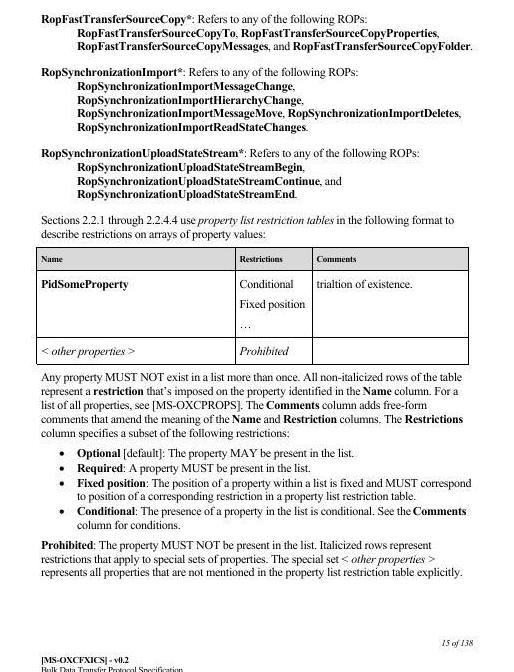 RopFastTransferSourceCopy*: Refers to any of the following ROPs:
RopFastTransferSourceCopyTo, RopFastTransferSourceCopyProperties,
RopFastTransferSourceCopyMessages, and RopFastTransferSourceCopyFolder.
RopSynchronizationImport*: Refers to any of the following ROPs:
RopSynchronizationImportMessageChange,
RopSynchronizationImportHierarchyChange,
RopSynchronizationImportMessageMove, RopSynchronizationImportDeletes,
RopSynchronizationImportReadStateChanges.
RopSynchronizationUploadStateStream*: Refers to any of the following ROPs:
RopSynchronizationUploadStateStreamBegin,
RopSynchronizationUploadStateStreamContinue, and
RopSynchronizationUploadStateStreamEnd.
Sections 2.2.1 through 2.2.4.4 use property list restriction tables in the following format to
describe restrictions on arrays of property values:
Name Restrictions Comments
PidSomeProperty Conditional trialtion of existence.
Fixed position
…
< other properties > Prohibited
Any property MUST NOT exist in a list more than once. All non-italicized rows of the table
represent a restriction that's imposed on the property identified in the Name column. For a
list of all properties, see [MS-OXCPROPS]. The Comments column adds free-form
comments that amend the meaning of the Name and Restriction columns. The Restrictions
column specifies a subset of the following restrictions:
• Optional [default]: The property MAY be present in the list.
• Required: A property MUST be present in the list.
• Fixed position: The position of a property within a list is fixed and MUST correspond
to position of a corresponding restriction in a property list restriction table.
• Conditional: The presence of a property in the list is conditional. See the Comments
column for conditions.
Prohibited: The property MUST NOT be present in the list. Italicized rows represent
restrictions that apply to special sets of properties. The special set < other properties >
represents all properties that are not mentioned in the property list restriction table explicitly.
15 of 138
[MS-OXCFXICS] - v0.2
Bulk Data Transfer Protocol Specification